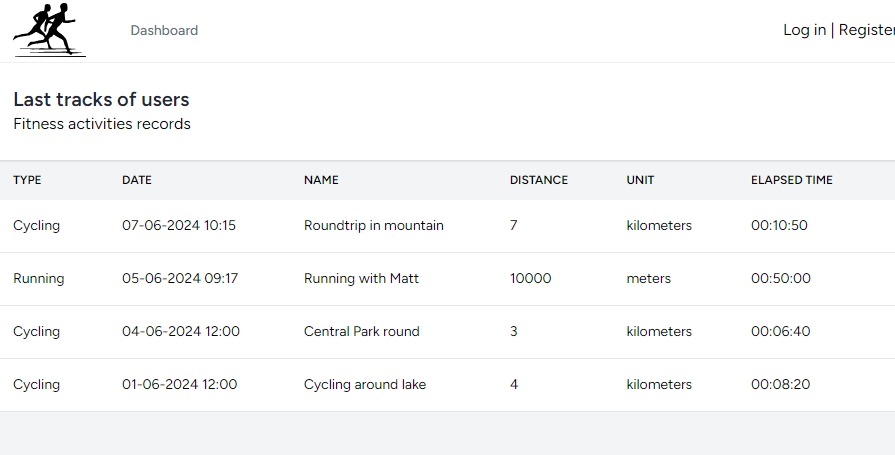 Dashboard Log in | Register
Last tracks of users
Fitness activities records
TYPE DATE NAME DISTANCE UNIT ELAPSED TIME
Cycling 07-06-2024 10:15 Roundtrip in mountain 7 kilometers 00:10:50
Running 05-06-2024 09:17 Running with Matt 10000 meters 00:50:00
Cycling 04-06-2024 12:00 Central Park round 3 kilometers 00:06:40
Cycling 01-06-2024 12:00 Cycling around lake 4 kilometers 00:08:20